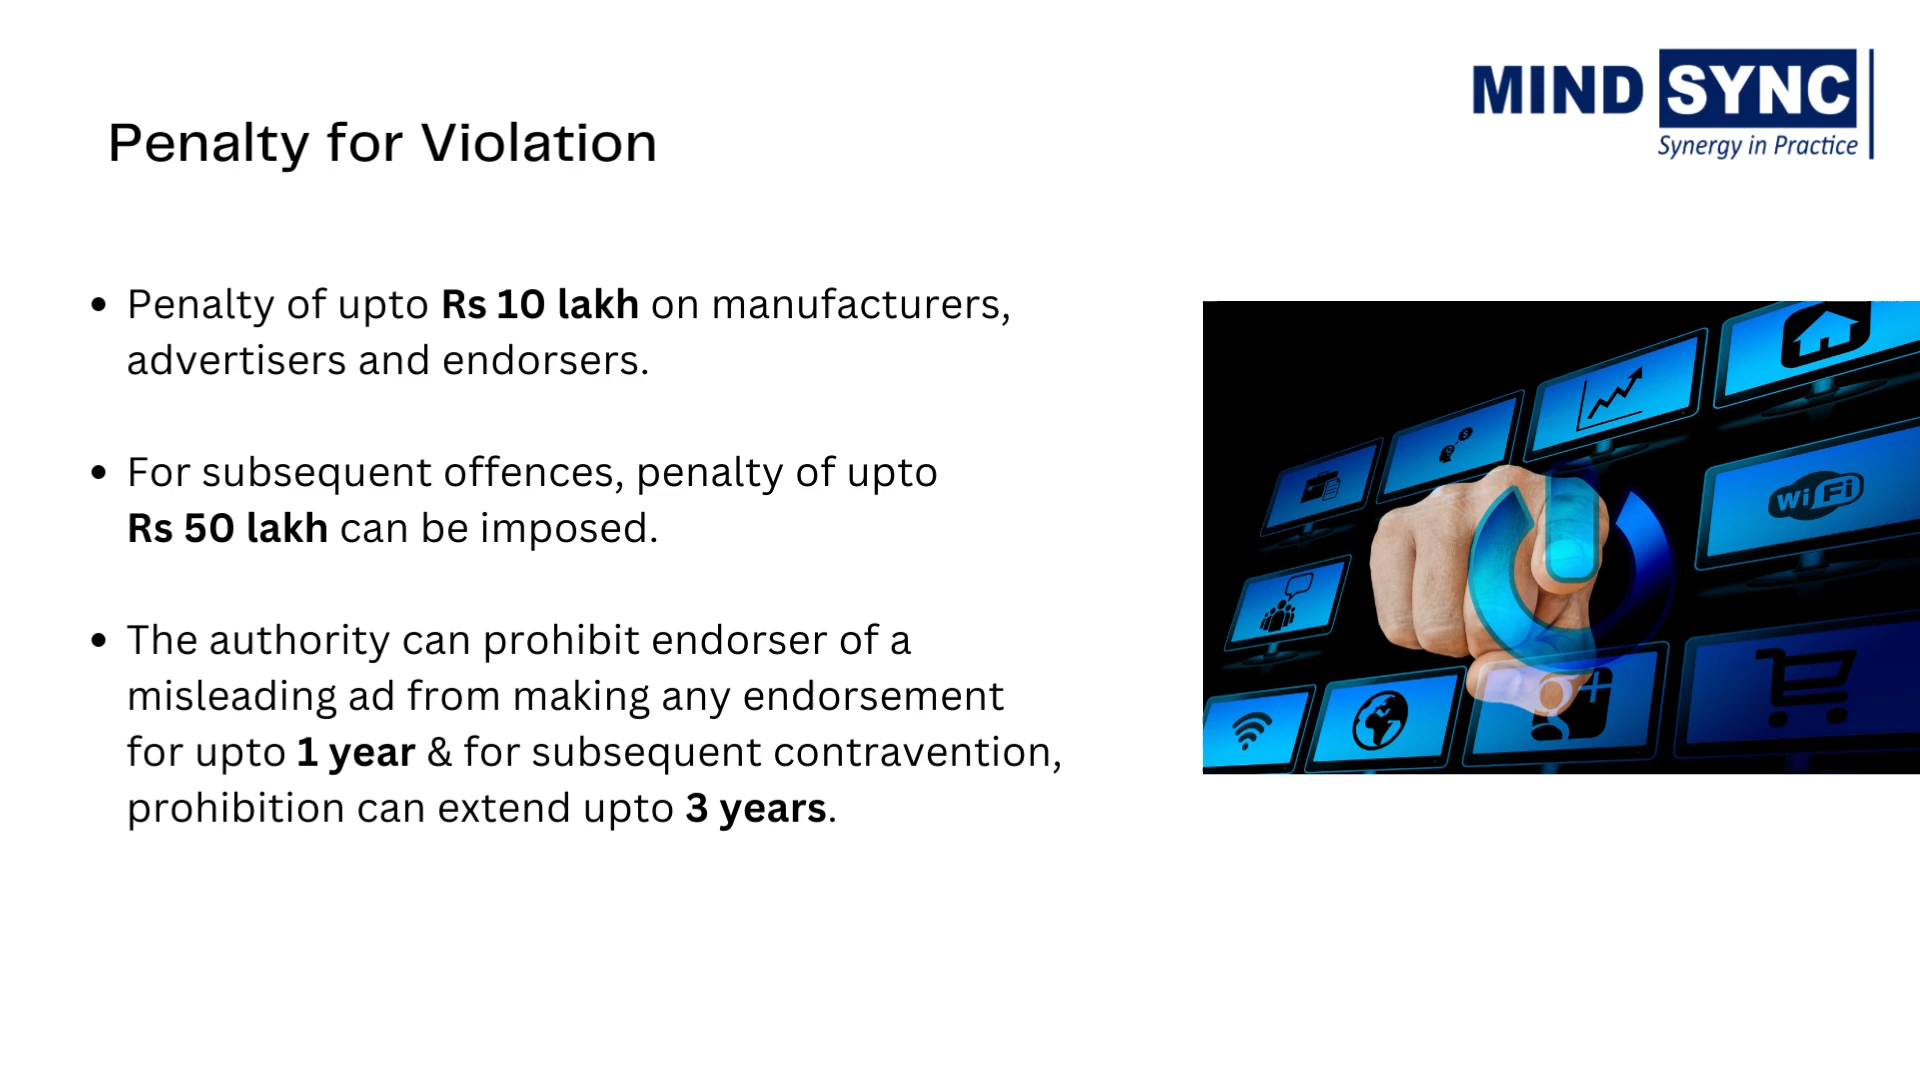 MIND SYNC
Synergy in Practice
Penalty for Violation
• Penalty of upto Rs 10 lakh on manufacturers,
advertisers and endorsers.
• For subsequent offences, penalty of upto
Rs 50 lakh can be imposed.
• The authority can prohibit endorser of a
misleading ad from making any endorsement
for upto 1 year & for subsequent contravention,
prohibition can extend upto 3 years.
Wi Fi
g+